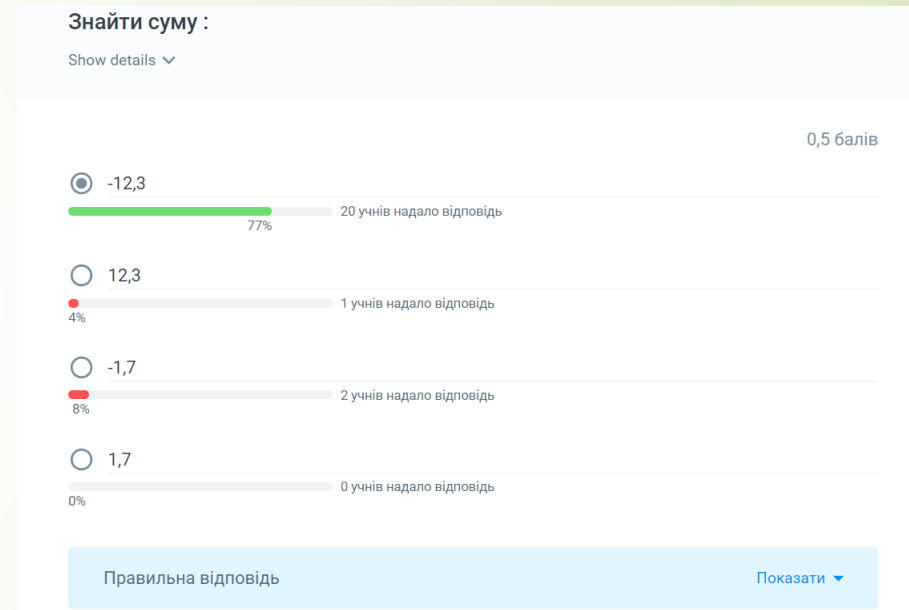 Знайти суму :
Show details
0,5 балів
-12,3
20 учнів надало відповідь
77%
12,3
1 учнів надало відповідь
4%
-1,7
2 учнів надало відповідь
8%
1,7
0 учнів надало відповідь
0%
Правильна відповідь Показати